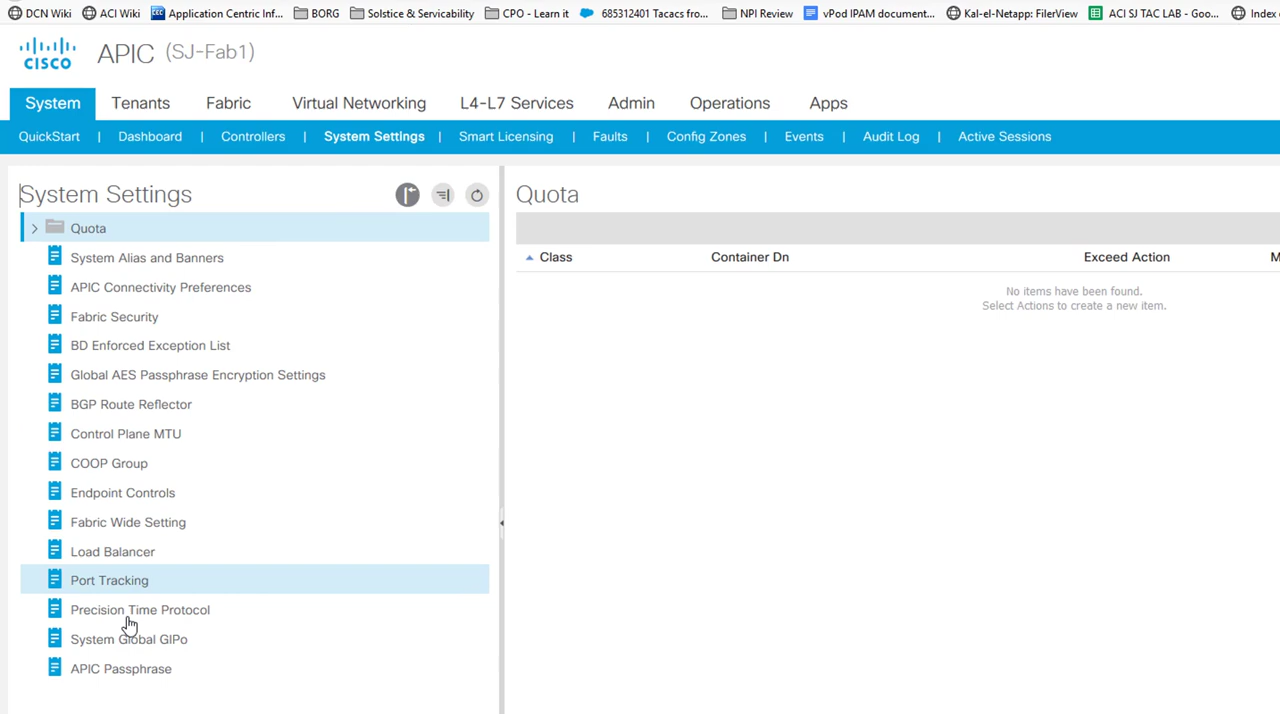 DCN Wiki ACI Wiki Application Centric Inf... BORG Solstice & Servicability CPO - Learn it 685312401 Tacacs fro... NPI Review vPod IPAM document... Kal-el-Netapp: FilerView ACI SJ TAC LAB - Goo... Index
CISCO APIC (SJ-Fab1)
System Tenants Fabric Virtual Networking L4-L7 Services Admin Operations Apps
QuickStart | Dashboard | Controllers | System Settings | Smart Licensing | Faults | Config Zones | Events | Audit Log | Active Sessions
System Settings
Quota
System Alias and Banners
APIC Connectivity Preferences
Fabric Security
BD Enforced Exception List
Global AES Passphrase Encryption Settings
BGP Route Reflector
Control Plane MTU
COOP Group
Endpoint Controls
Fabric Wide Setting
Load Balancer
Port Tracking
Precision Time Protocol
System Global GIPo
APIC Passphrase
Quota
Class Container Dn Exceed Action M
No items have been found.
Select Actions to create a new item.